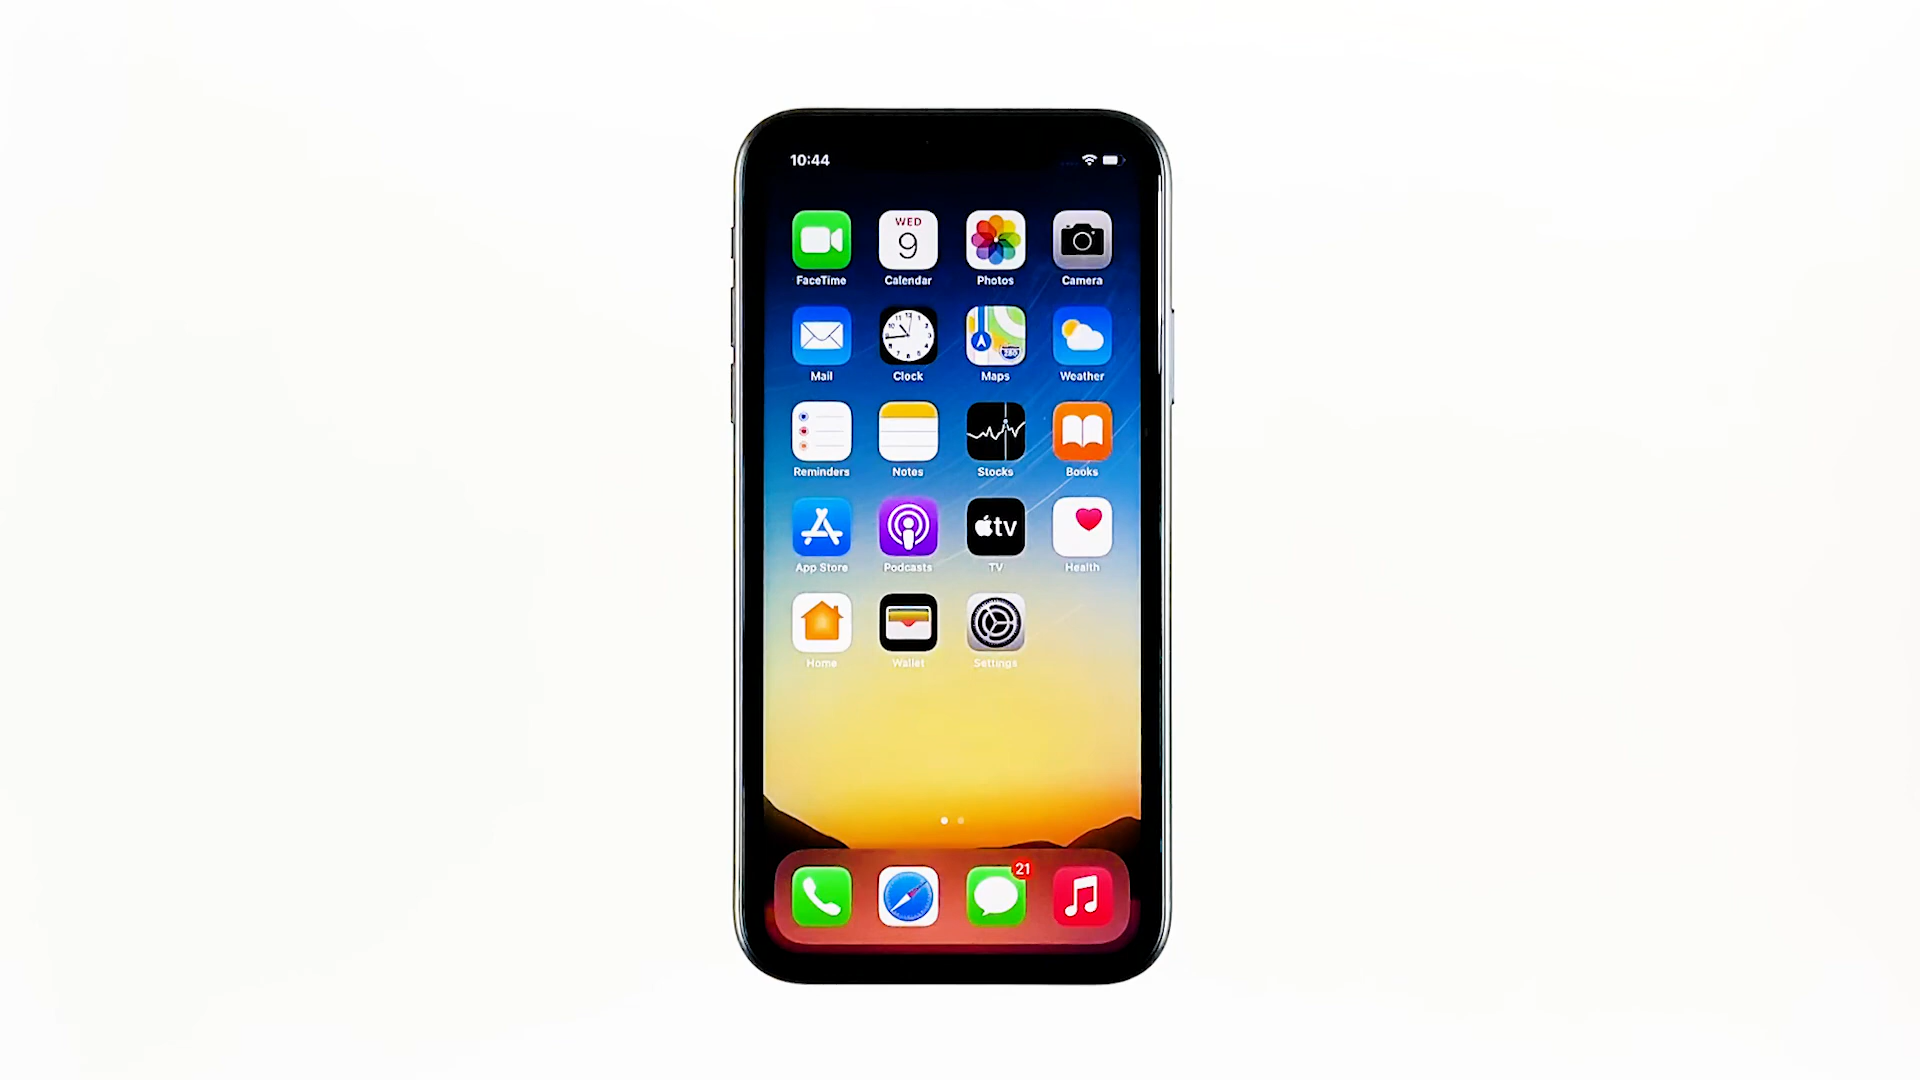 10:44
WED
9
FaceTime Calendar Photos Camera
280
Mail Clock Maps Weather
Reminders Notes Stocks Books
tv
App Store Podcasts TV Health
Home Wallet Settings
21